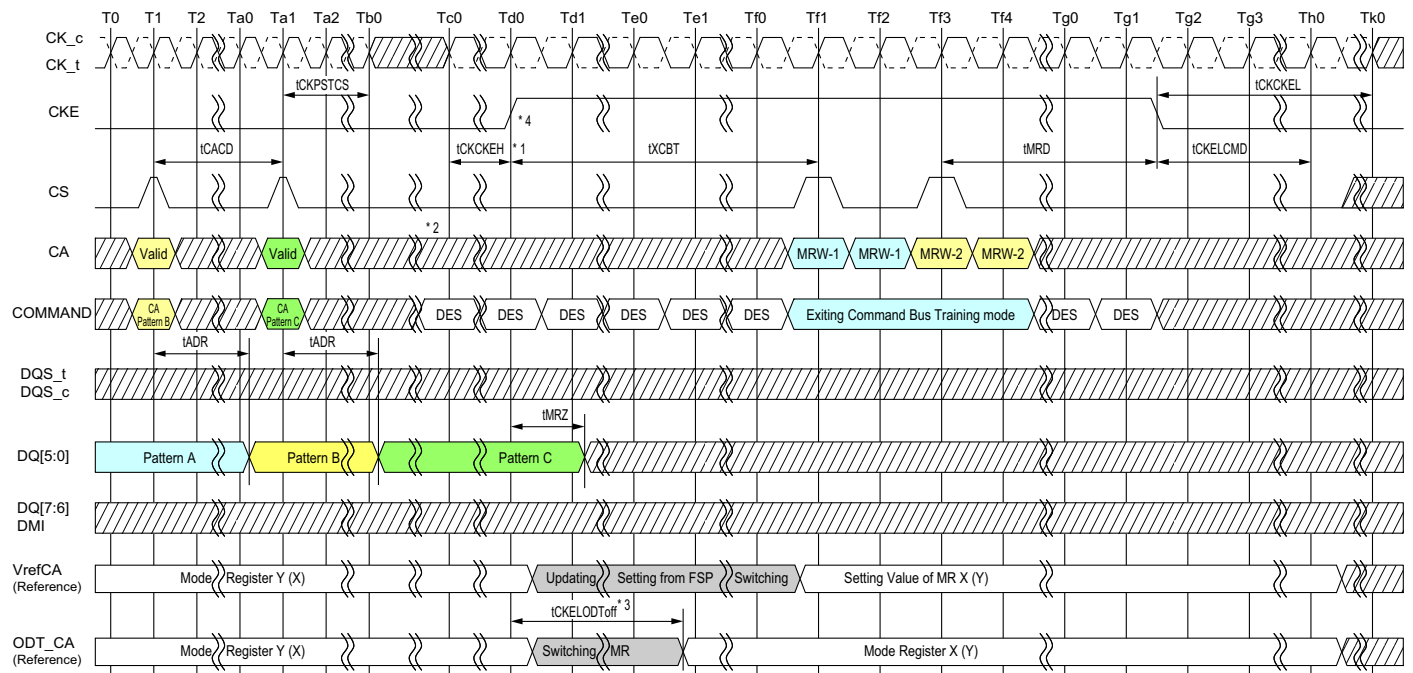 T0 T1 T2 Ta0 Ta1 Ta2 Tb0 Tc0 Td0 Td1 Te0 Te1 Tf0 Tf1 Tf2 Tf3 Tf4 Tg0 Tg1 Tg2 Tg3 Th0 Tk0
CK_c
CK_t
tCKPSTCS tCKCKEL
CKE
* 4
tCACD tCKCKEH * 1 tXCBT tMRD tCKELCMD
CS
* 2
CA Valid Valid MRW-1 MRW-1 MRW-2 MRW-2
COMMAND CA Pattern B CA Pattern C DES DES DES DES DES DES Exiting Command Bus Training mode DES DES
tADR tADR
DQS_t
DQS_c
tMRZ
DQ[5:0] Pattern A Pattern B Pattern C
DQ[7:6]
DMI
VrefCA Mode Register Y (X) Updating Setting from FSP Switching Setting Value of MR X (Y)
(Reference)
tCKELODToff * 3
ODT_CA Mode Register Y (X) Switching MR Mode Register X (Y)
(Reference)